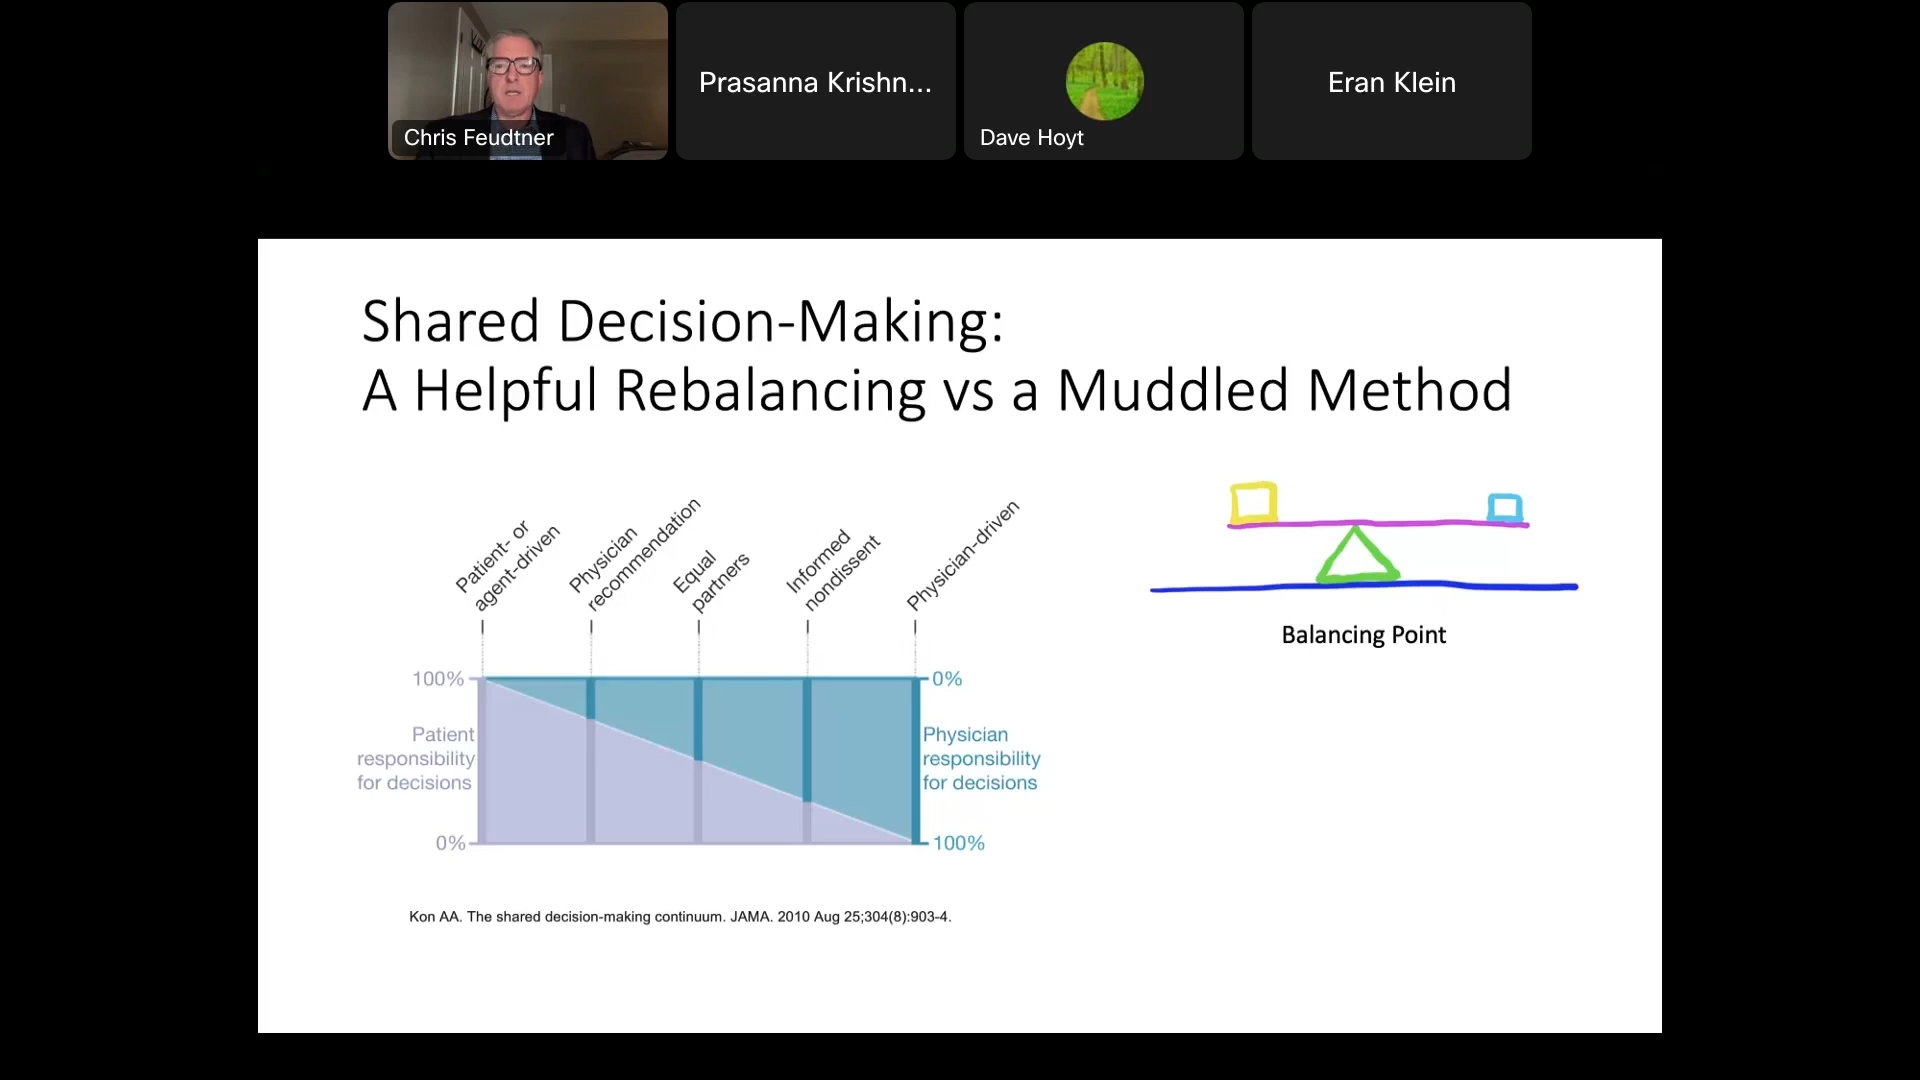 Chris Feudtner
Prasanna Krishn...
Dave Hoyt
Eran Klein
Shared Decision-Making:
A Helpful Rebalancing vs a Muddled Method
Patient- or
agent-driven
Physician
recommendation
Equal
partners
Informed
nondissent
Physician-driven
100%
Patient
responsibility
for decisions
0%
0%
Physician
responsibility
for decisions
100%
Balancing Point
Kon AA. The shared decision-making continuum. JAMA. 2010 Aug 25;304(8):903-4.